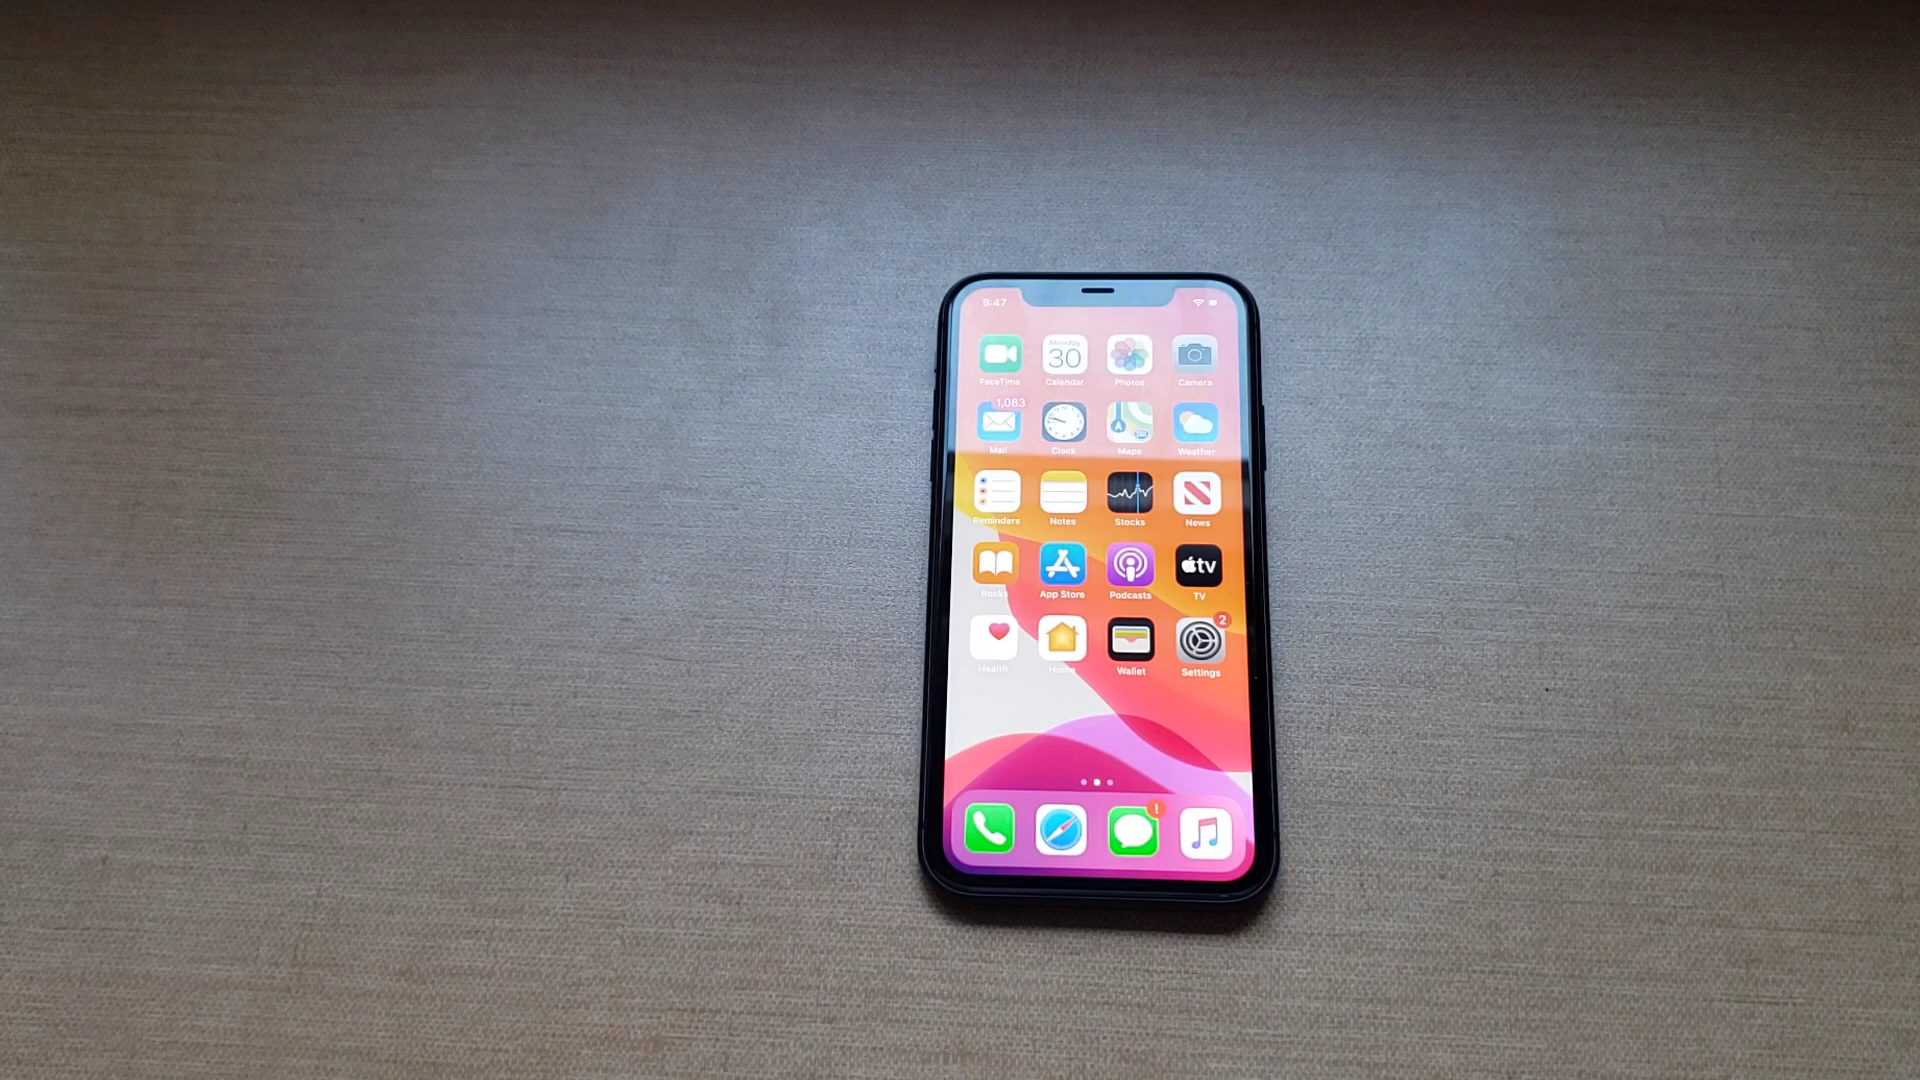 9:47
Monday
30
FaceTime Calendar Photos Camera
1,083
Mail Clock Maps Weather
Reminders Notes Stocks News
tv
Books App Store Podcasts TV
2
Health Home Wallet Settings
!